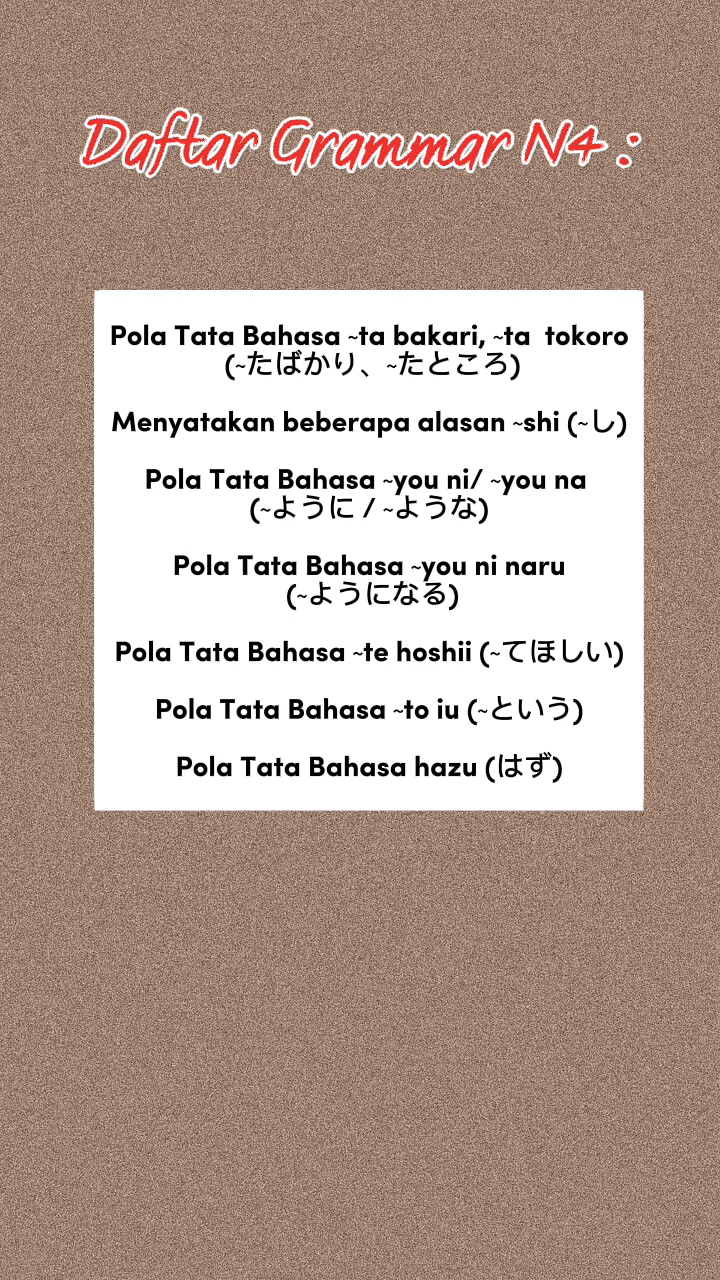 Daftar Grammar N4 :
Pola Tata Bahasa ~ta bakari, ~ta tokoro
(~たばかり、~たところ)
Menyatakan beberapa alasan ~shi (~し)
Pola Tata Bahasa ~you ni/ ~you na
(~ように / ~ような)
Pola Tata Bahasa ~you ni naru
(~ようになる)
Pola Tata Bahasa ~te hoshii (~てほしい)
Pola Tata Bahasa ~to iu (~という)
Pola Tata Bahasa hazu (はず)